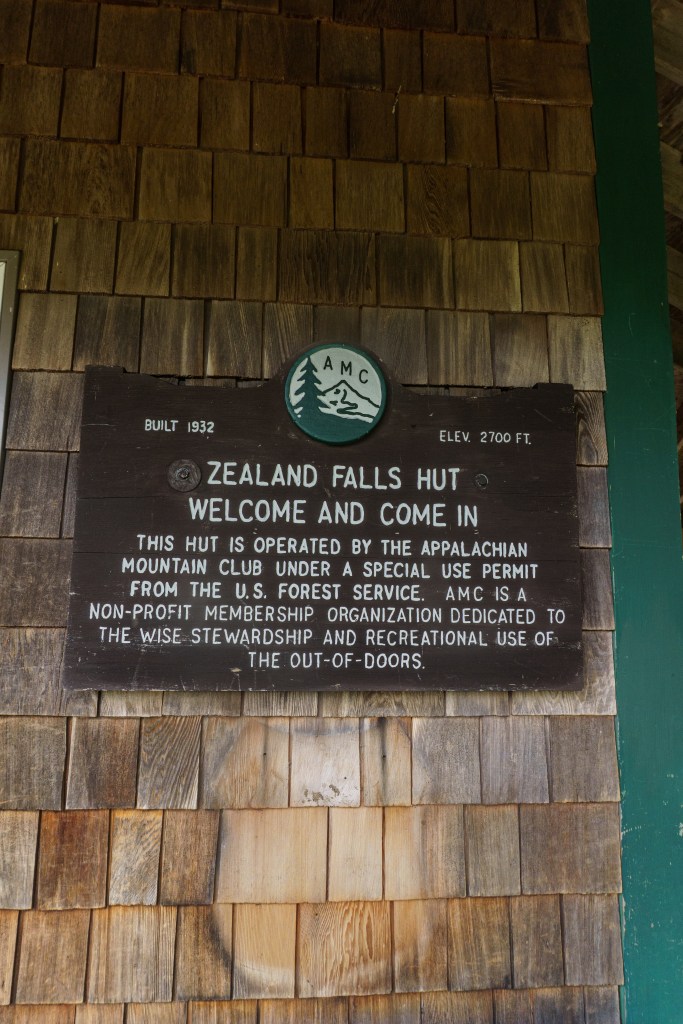 AMC
BUILT 1932
ELEV. 2700 FT.
ZEALAND FALLS HUT
WELCOME AND COME IN
THIS HUT IS OPERATED BY THE APPALACHIAN
MOUNTAIN CLUB UNDER A SPECIAL USE PERMIT
FROM THE U.S. FOREST SERVICE. AMC IS A
NON-PROFIT MEMBERSHIP ORGANIZATION DEDICATED TO
THE WISE STEWARDSHIP AND RECREATIONAL USE OF
THE OUT-OF-DOORS.